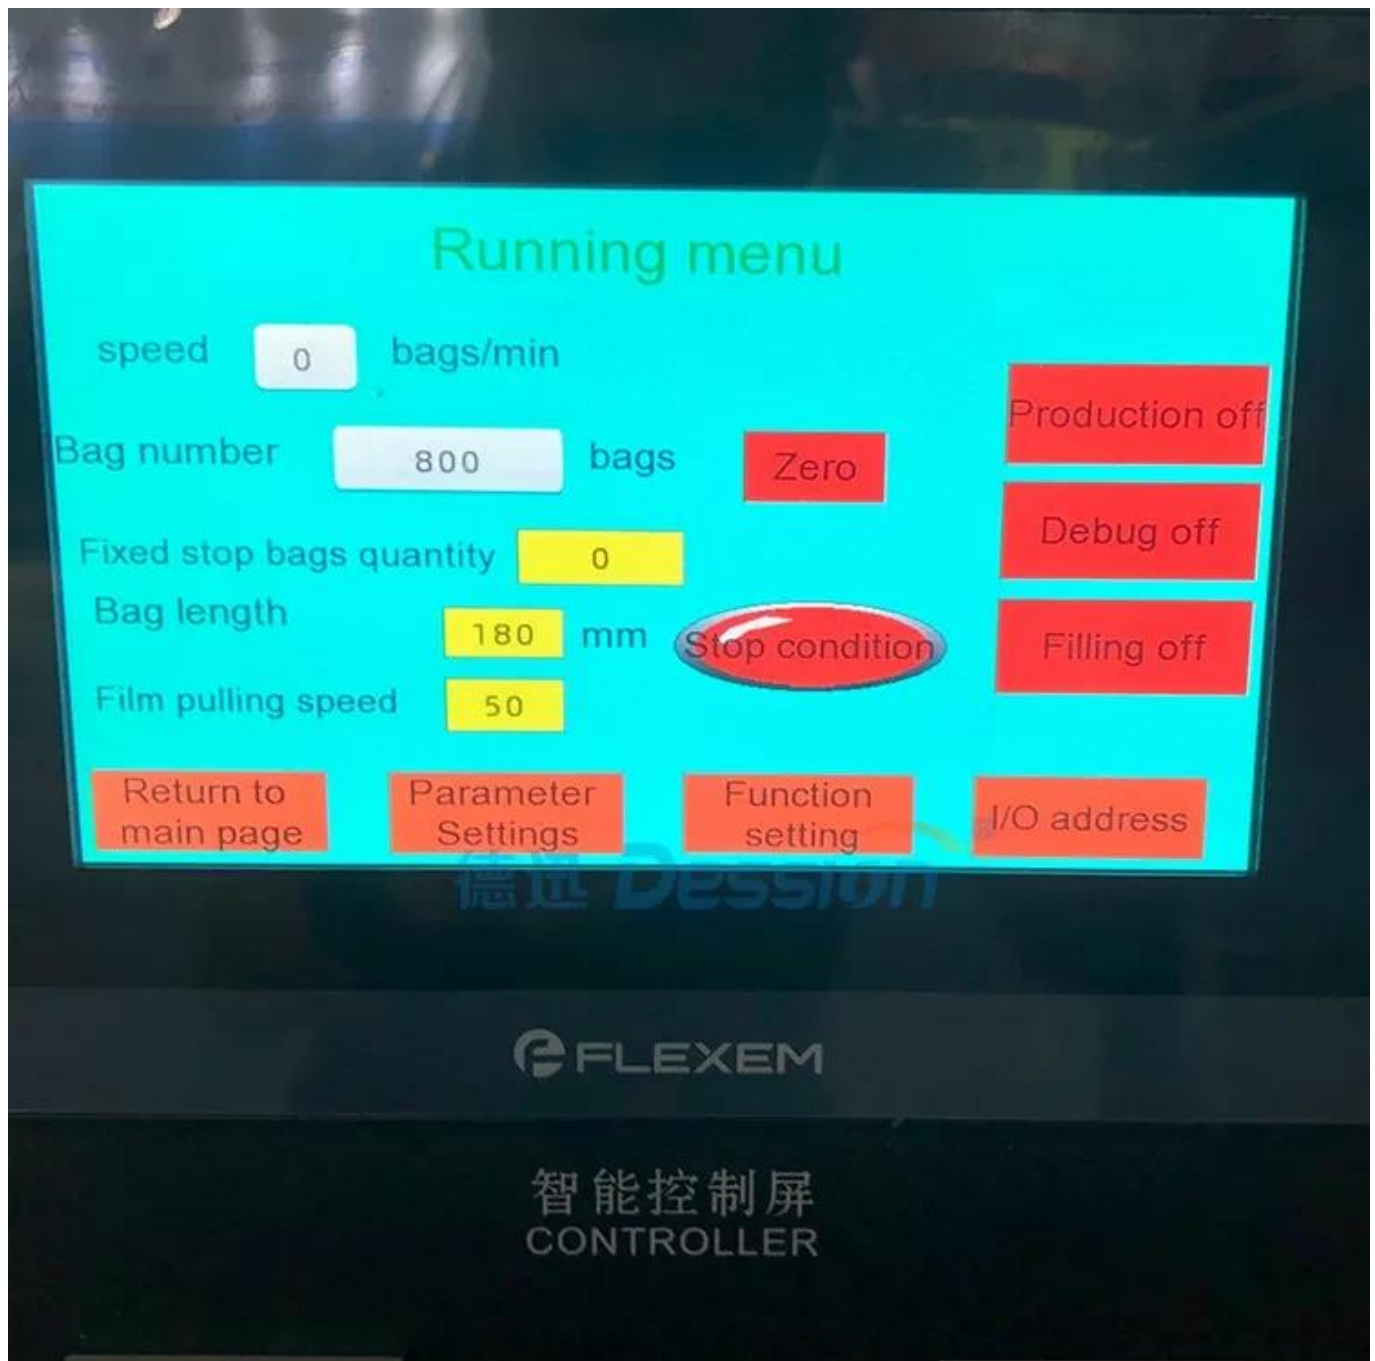 Running menu
speed 0 bags/min
Production off
Bag number 800 bags Zero
Debug off
Fixed stop bags quantity 0
Bag length 180 mm Stop condition Filling off
Film pulling speed 50
Return to
main page
Parameter
Settings
Function
setting
I/O address
德迅 Dession
FLEXEM
智能控制屏
CONTROLLER